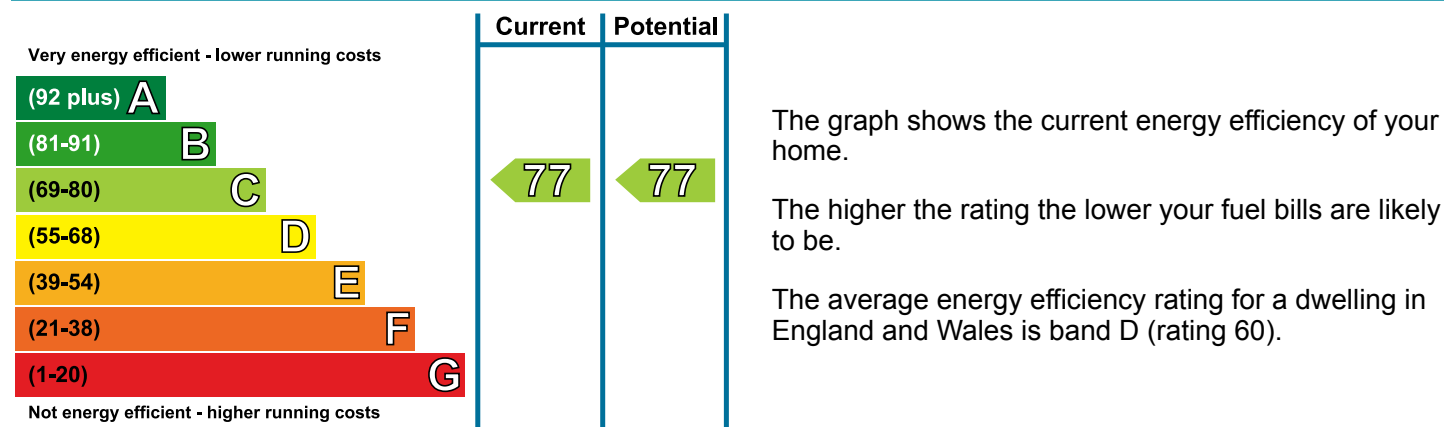 Current Potential
Very energy efficient - lower running costs
(92 plus) A
(81-91) B
(69-80) C
77 77
(55-68) D
(39-54) E
(21-38) F
(1-20) G
Not energy efficient - higher running costs
The graph shows the current energy efficiency of your
home.
The higher the rating the lower your fuel bills are likely
to be.
The average energy efficiency rating for a dwelling in
England and Wales is band D (rating 60).